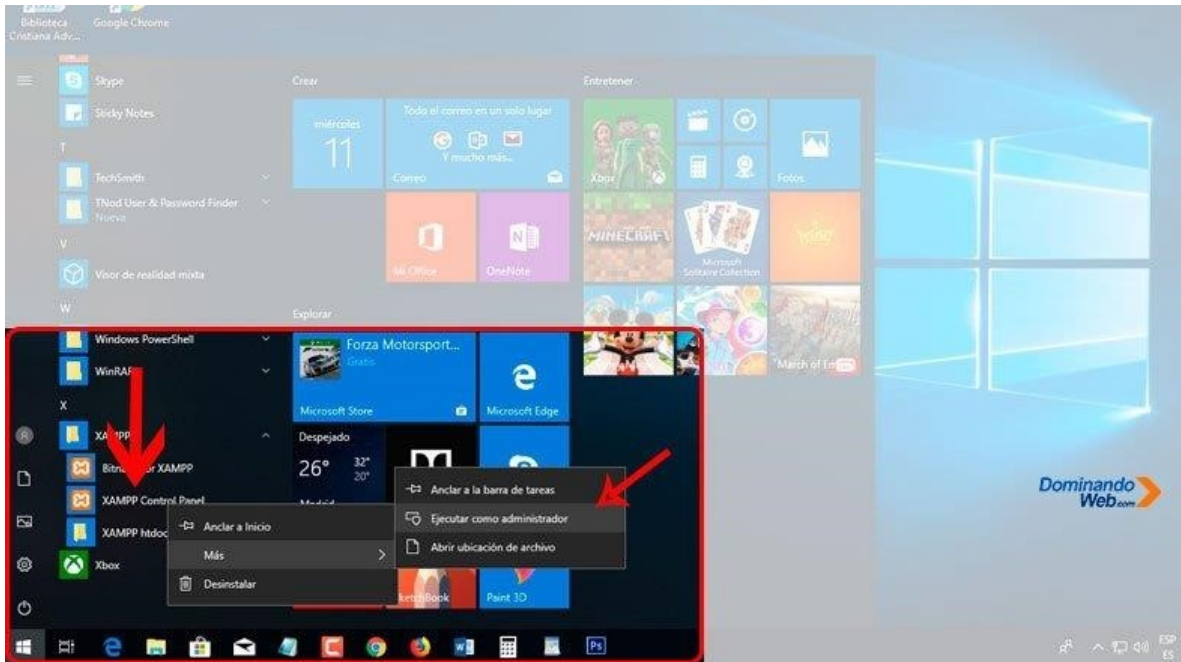 Biblioteca
Cristiana Adv...
Google Chrome
Skype
Sticky Notes
T
TechSmith
TNod User & Password Finder
Nueva
V
Visor de realidad mixta
W
Windows PowerShell
WinRAR
X
XAMPP
XAMPP
XAMPP Control Panel
XAMPP htdoc
Xbox
Crear
miércoles
11
Todo el correo en un solo lugar
Y mucho más...
Correo
Mi Office
OneNote
Explorar
Forza Motorsport...
Gratis
Microsoft Store
Microsoft Edge
Despejado
26° 32°
20°
Madrid
Paint 3D
Entretener
Xbox
Fotos
MINECRAFT
Microsoft
Solitaire Collection
March of Em
Anclar a Inicio
Más
Desinstalar
Anclar a la barra de tareas
Ejecutar como administrador
Abrir ubicación de archivo
Dominando
Web.com
Ps
ESP
ES